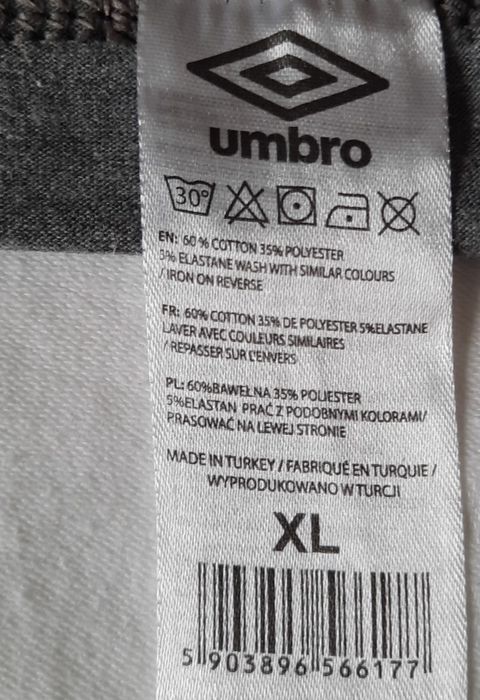 umbro
30°
EN: 60 % COTTON 35% POLYESTER
5% ELASTANE WASH WITH SIMILAR COLOURS
/ IRON ON REVERSE
FR: 60% COTTON 35% DE POLYESTER 5%ELASTANE
LAVER AVEC COULEURS SIMILAIRES
/ REPASSER SUR L'ENVERS
PL: 60%BAWEŁNA 35% POLIESTER
5%ELASTAN PRAĆ Z PODOBNYMI KOLORAMI/
PRASOWAĆ NA LEWEJ STRONIE
MADE IN TURKEY / FABRIQUÉ EN TURQUIE /
WYPRODUKOWANO W TURCJI
XL
5 903896 566177